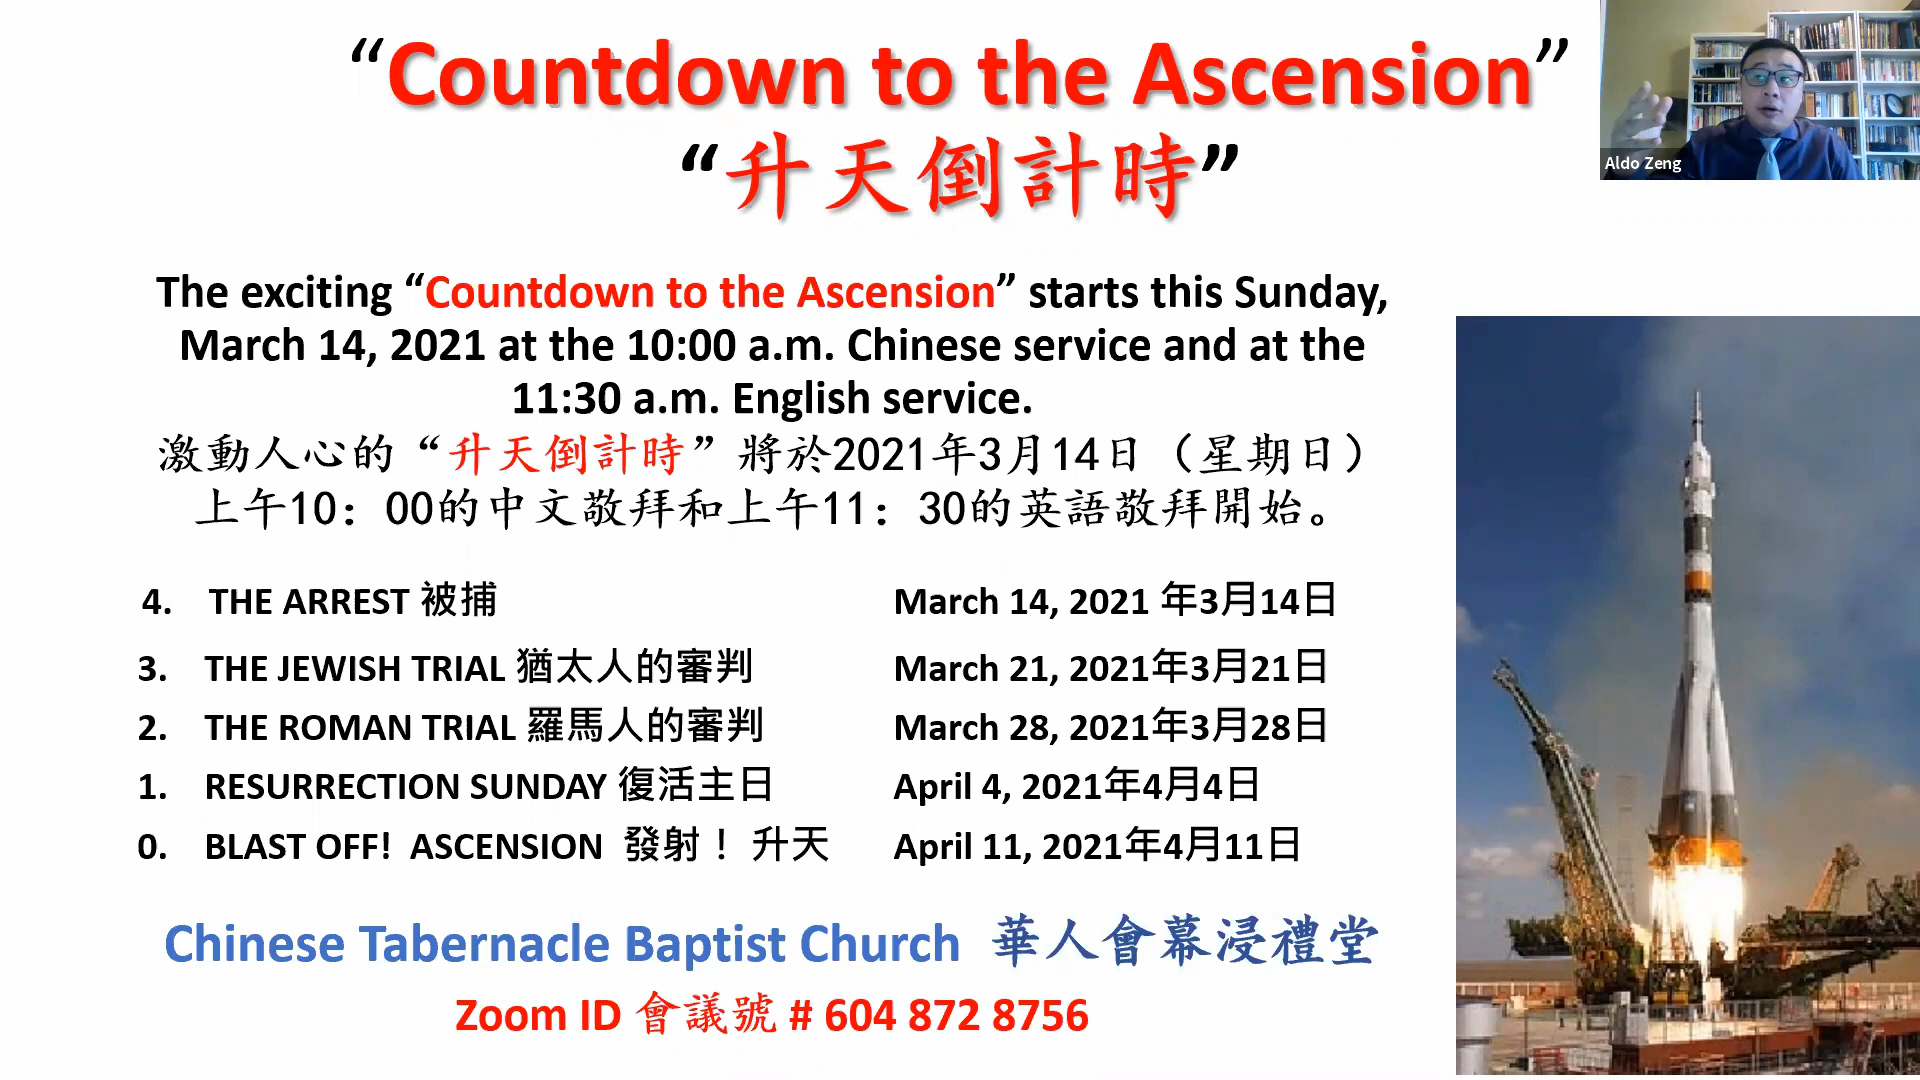 “Countdown to the Ascension”
“升天倒計時”
Aldo Zeng
The exciting “Countdown to the Ascension” starts this Sunday,
March 14, 2021 at the 10:00 a.m. Chinese service and at the
11:30 a.m. English service.
激動人心的“升天倒計時”將於2021年3月14日（星期日）
上午10：00的中文敬拜和上午11：30的英語敬拜開始。
4. THE ARREST 被捕 March 14, 2021 年3月14日
3. THE JEWISH TRIAL 猶太人的審判 March 21, 2021年3月21日
2. THE ROMAN TRIAL 羅馬人的審判 March 28, 2021年3月28日
1. RESURRECTION SUNDAY 復活主日 April 4, 2021年4月4日
0. BLAST OFF! ASCENSION 發射！ 升天 April 11, 2021年4月11日
Chinese Tabernacle Baptist Church 華人會幕浸禮堂
Zoom ID 會議號 # 604 872 8756